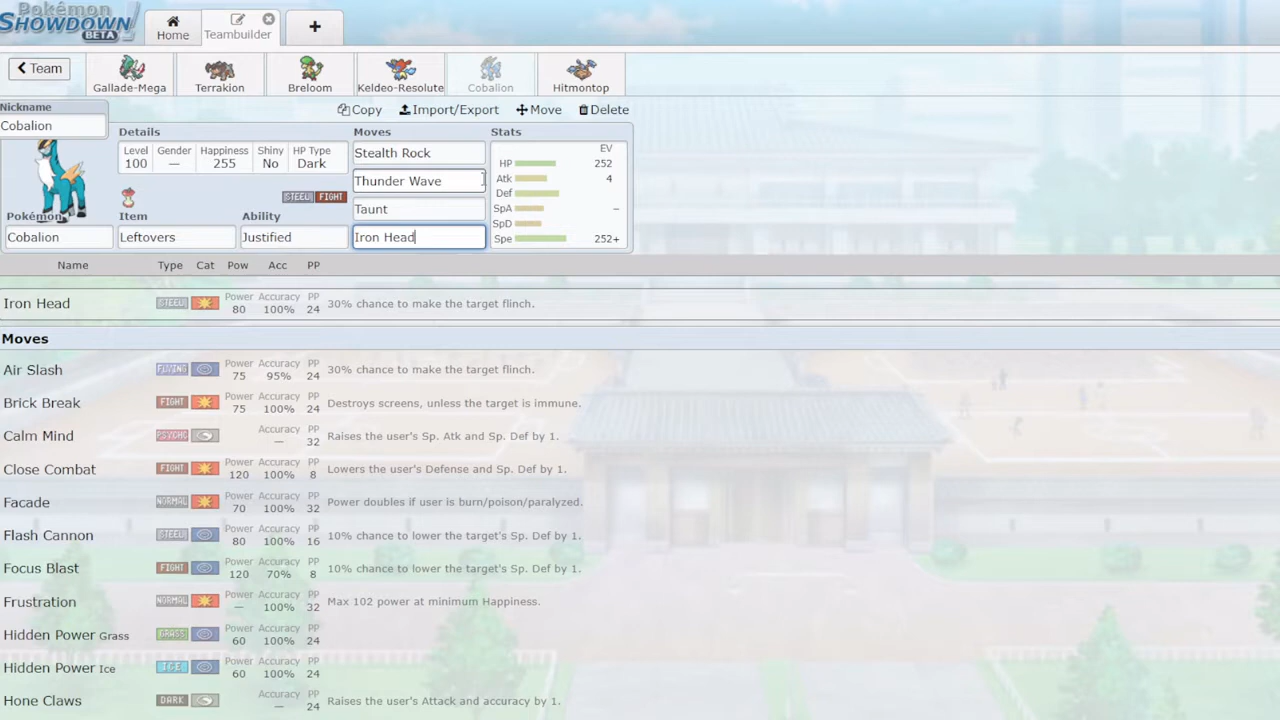 Pokémon
SHOWDOWN
BETA
Home
Teambuilder
+
Team
Gallade-Mega
Terrakion
Breloom
Keldeo-Resolute
Cobalion
Hitmontop
Copy
Import/Export
Move
Delete
Nickname
Cobalion
Details
Level Gender Happiness Shiny HP Type
100 — 255 No Dark
STEEL FIGHT
Pokémon
Cobalion
Item
Leftovers
Ability
Justified
Moves
Stealth Rock
Thunder Wave
Taunt
Iron Head
Stats
EV
HP 252
Atk 4
Def
SpA –
SpD
Spe 252+
Name Type Cat Pow Acc PP
Iron Head STEEL Power 80 Accuracy 100% PP 24 30% chance to make the target flinch.
Moves
Air Slash FLYING Power 75 Accuracy 95% PP 24 30% chance to make the target flinch.
Brick Break FIGHT Power 75 Accuracy 100% PP 24 Destroys screens, unless the target is immune.
Calm Mind PSYCHC Accuracy — PP 32 Raises the user's Sp. Atk and Sp. Def by 1.
Close Combat FIGHT Power 120 Accuracy 100% PP 8 Lowers the user's Defense and Sp. Def by 1.
Facade NORMAL Power 70 Accuracy 100% PP 32 Power doubles if user is burn/poison/paralyzed.
Flash Cannon STEEL Power 80 Accuracy 100% PP 16 10% chance to lower the target's Sp. Def by 1.
Focus Blast FIGHT Power 120 Accuracy 70% PP 8 10% chance to lower the target's Sp. Def by 1.
Frustration NORMAL Power — Accuracy 100% PP 32 Max 102 power at minimum Happiness.
Hidden Power Grass GRASS Power 60 Accuracy 100% PP 24
Hidden Power Ice ICE Power 60 Accuracy 100% PP 24
Hone Claws DARK Accuracy — PP 24 Raises the user's Attack and accuracy by 1.